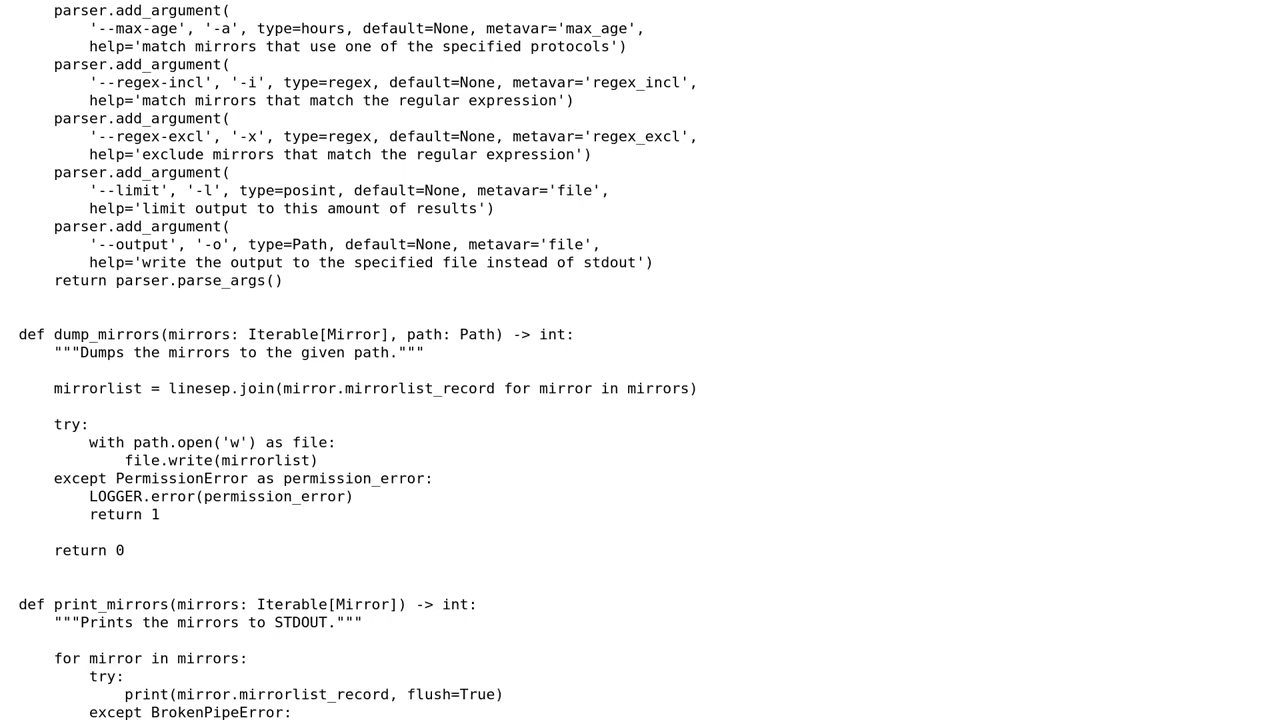 parser.add_argument(
        '--max-age', '-a', type=hours, default=None, metavar='max_age',
        help='match mirrors that use one of the specified protocols')
    parser.add_argument(
        '--regex-incl', '-i', type=regex, default=None, metavar='regex_incl',
        help='match mirrors that match the regular expression')
    parser.add_argument(
        '--regex-excl', '-x', type=regex, default=None, metavar='regex_excl',
        help='exclude mirrors that match the regular expression')
    parser.add_argument(
        '--limit', '-l', type=posint, default=None, metavar='file',
        help='limit output to this amount of results')
    parser.add_argument(
        '--output', '-o', type=Path, default=None, metavar='file',
        help='write the output to the specified file instead of stdout')
    return parser.parse_args()


def dump_mirrors(mirrors: Iterable[Mirror], path: Path) -> int:
    """Dumps the mirrors to the given path."""

    mirrorlist = linesep.join(mirror.mirrorlist_record for mirror in mirrors)

    try:
        with path.open('w') as file:
            file.write(mirrorlist)
    except PermissionError as permission_error:
        LOGGER.error(permission_error)
        return 1

    return 0


def print_mirrors(mirrors: Iterable[Mirror]) -> int:
    """Prints the mirrors to STDOUT."""

    for mirror in mirrors:
        try:
            print(mirror.mirrorlist_record, flush=True)
        except BrokenPipeError: